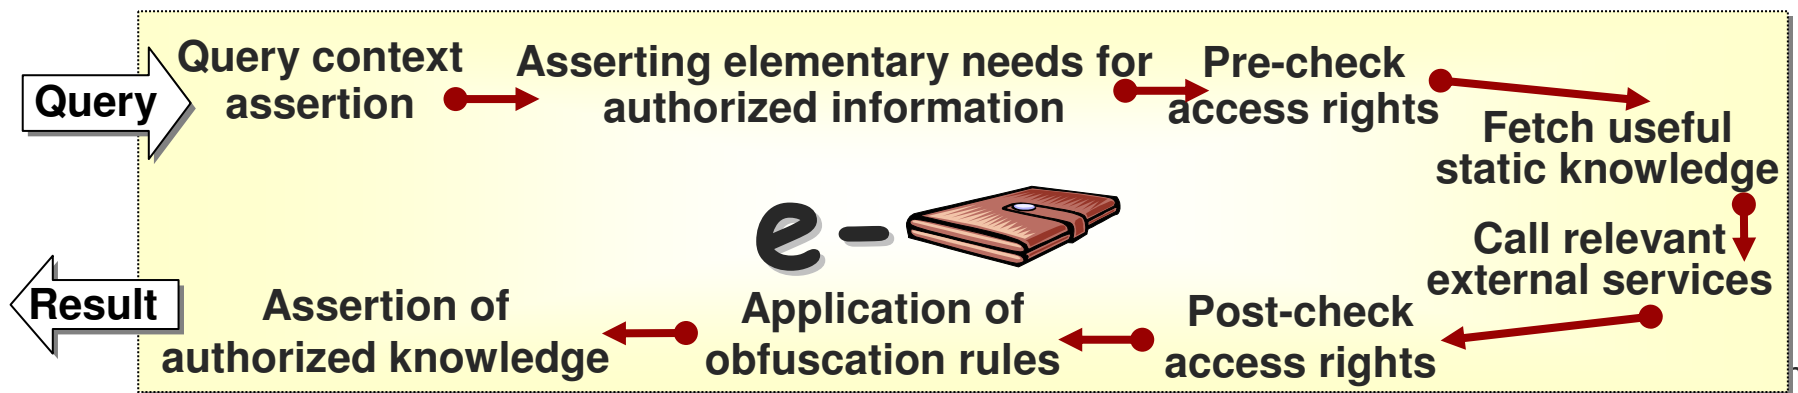 Query
Query context
assertion
Asserting elementary needs for
authorized information
Pre-check
access rights
Fetch useful
static knowledge
Call relevant
external services
Post-check
access rights
Application of
obfuscation rules
Assertion of
authorized knowledge
Result
e-